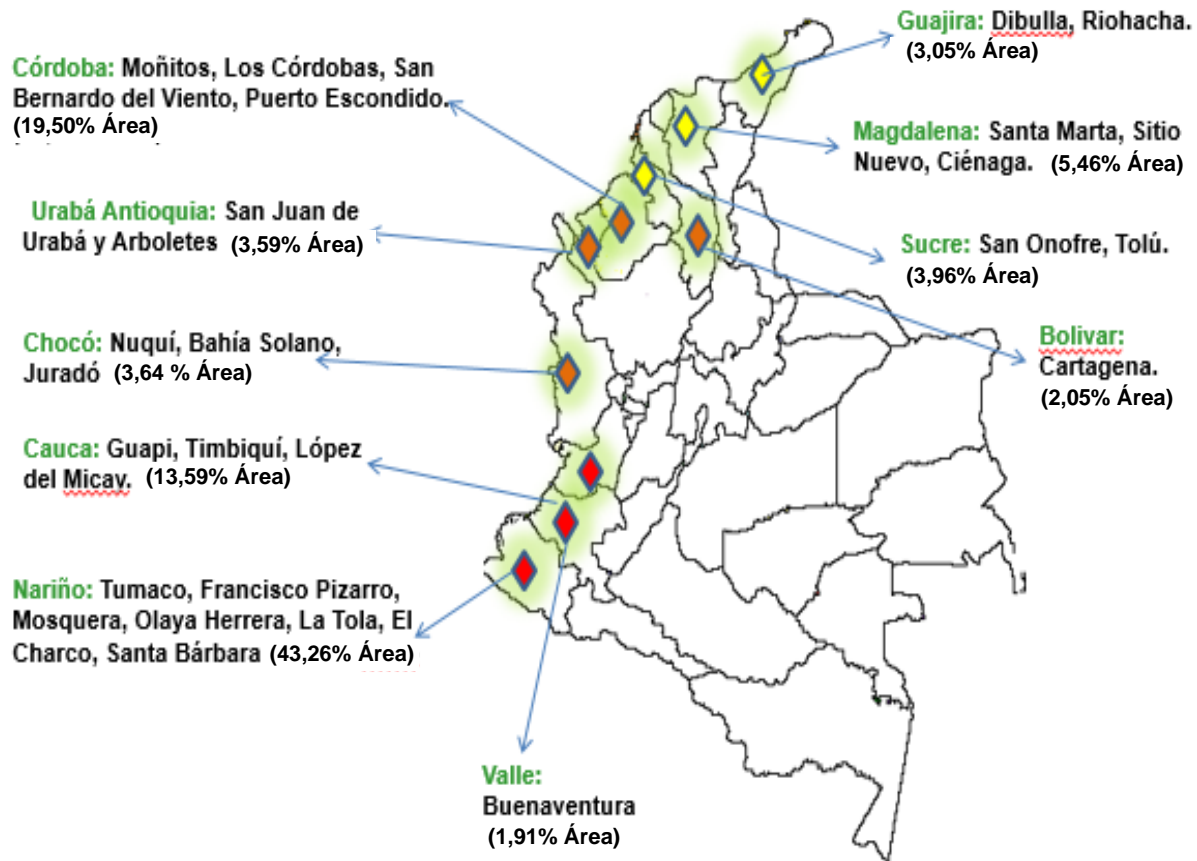 Guajira: Dibulla, Riohacha.
(3,05% Área)
Córdoba: Moñitos, Los Córdobas, San
Bernardo del Viento, Puerto Escondido.
(19,50% Área)
Magdalena: Santa Marta, Sitio
Nuevo, Ciénaga. (5,46% Área)
Urabá Antioquia: San Juan de
Urabá y Arboletes (3,59% Área)
Sucre: San Onofre, Tolú.
(3,96% Área)
Chocó: Nuquí, Bahía Solano,
Juradó (3,64 % Área)
Bolivar:
Cartagena.
(2,05% Área)
Cauca: Guapi, Timbiquí, López
del Micay. (13,59% Área)
Nariño: Tumaco, Francisco Pizarro,
Mosquera, Olaya Herrera, La Tola, El
Charco, Santa Bárbara (43,26% Área)
Valle:
Buenaventura
(1,91% Área)